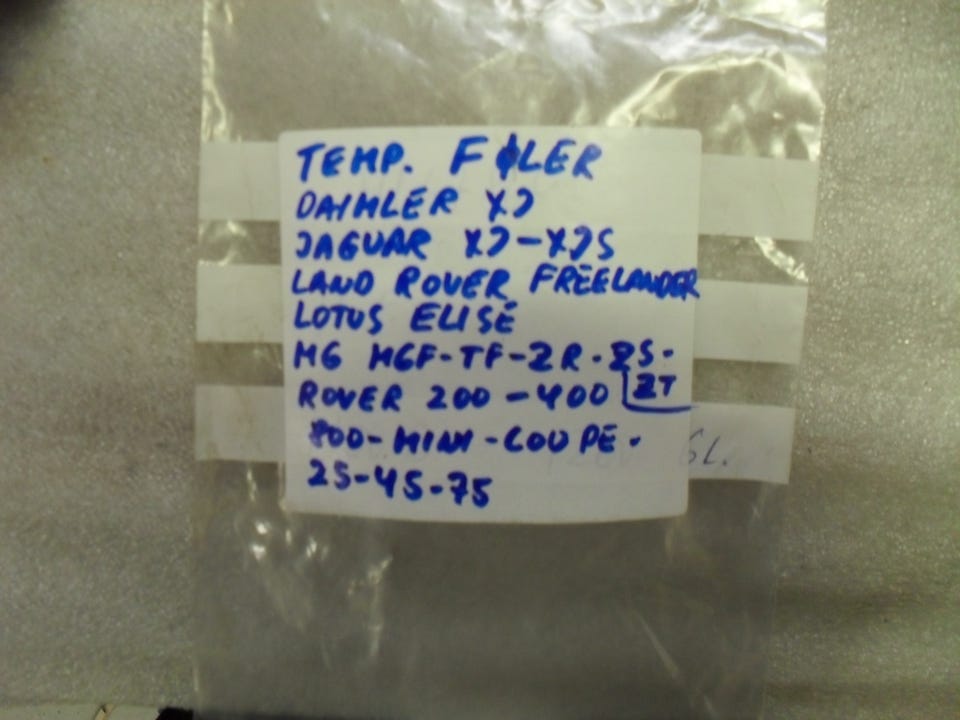 TEMP. FØLER
DAIMLER XJ
JAGUAR XJ-XJS
LAND ROVER FREELANDER
LOTUS ELISE
MG MGF-TF-ZR-ZS-
ZT
ROVER 200-400
800-MINI-COUPE-
25-45-75
GL.